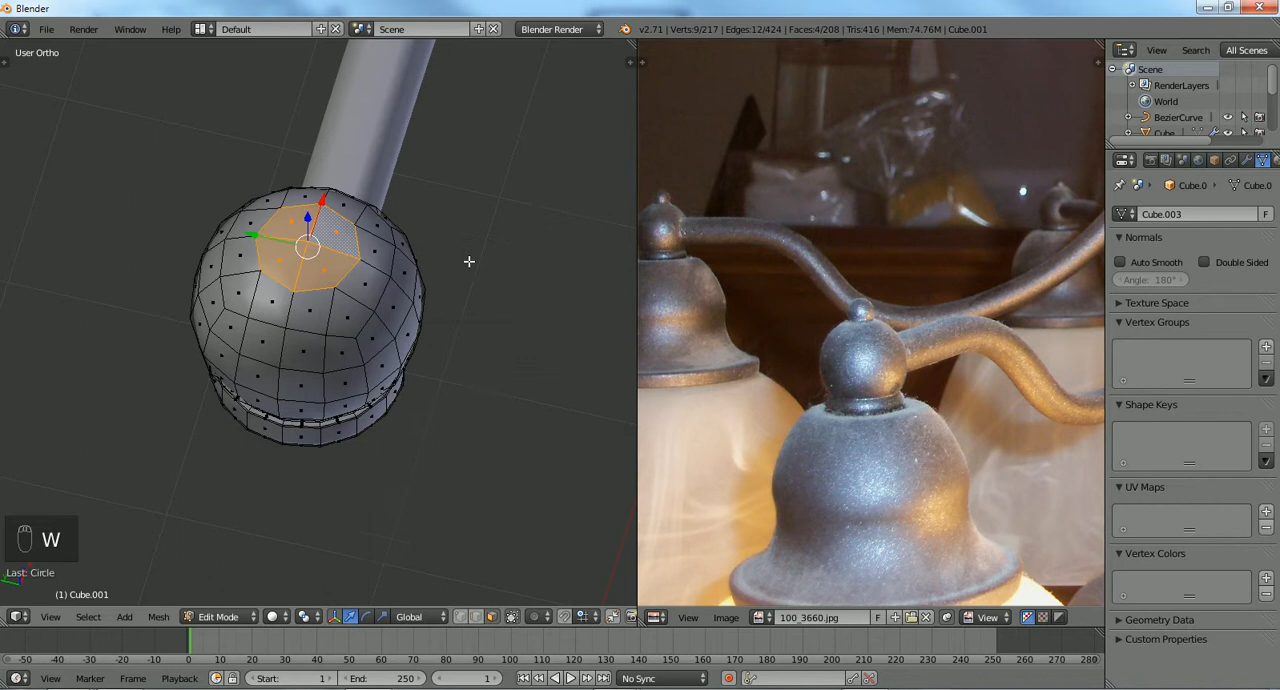 Blender
File Render Window Help Default Scene Blender Render v2.71 | Verts:9/217 | Edges:12/424 | Faces:4/208 | Tris:416 | Mem:74.76M | Cube.001
User Ortho
View Search All Scenes
Scene
RenderLayers
World
BezierCurve
Cube
Cube.0 Cube.0
Cube.003 F
Normals
Auto Smooth Double Sided
Angle: 180°
Texture Space
Vertex Groups
Shape Keys
UV Maps
Vertex Colors
Geometry Data
Custom Properties
W
Last: Circle
(1) Cube.001
View Select Add Mesh Edit Mode Global View Image 100_3660.jpg F View
-50 -40 -30 -20 -10 0 10 20 30 40 50 60 70 80 90 100 110 120 130 140 150 160 170 180 190 200 210 220 230 240 250 260 270 280
View Marker Frame Playback Start: 1 End: 250 1 No Sync